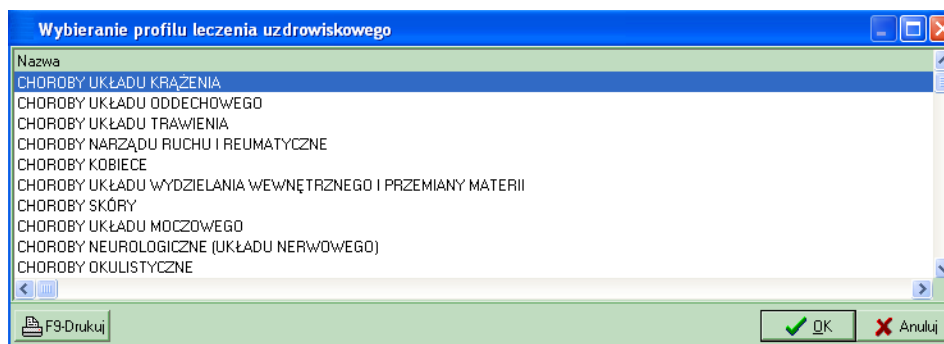 Wybieranie profilu leczenia uzdrowiskowego
Nazwa
CHOROBY UKŁADU KRĄŻENIA
CHOROBY UKŁADU ODDECHOWEGO
CHOROBY UKŁADU TRAWIENIA
CHOROBY NARZĄDU RUCHU I REUMATYCZNE
CHOROBY KOBIECE
CHOROBY UKŁADU WYDZIELANIA WEWNĘTRZNEGO I PRZEMIANY MATERII
CHOROBY SKÓRY
CHOROBY UKŁADU MOCZOWEGO
CHOROBY NEUROLOGICZNE (UKŁADU NERWOWEGO)
CHOROBY OKULISTYCZNE
F9-Drukuj OK Anuluj